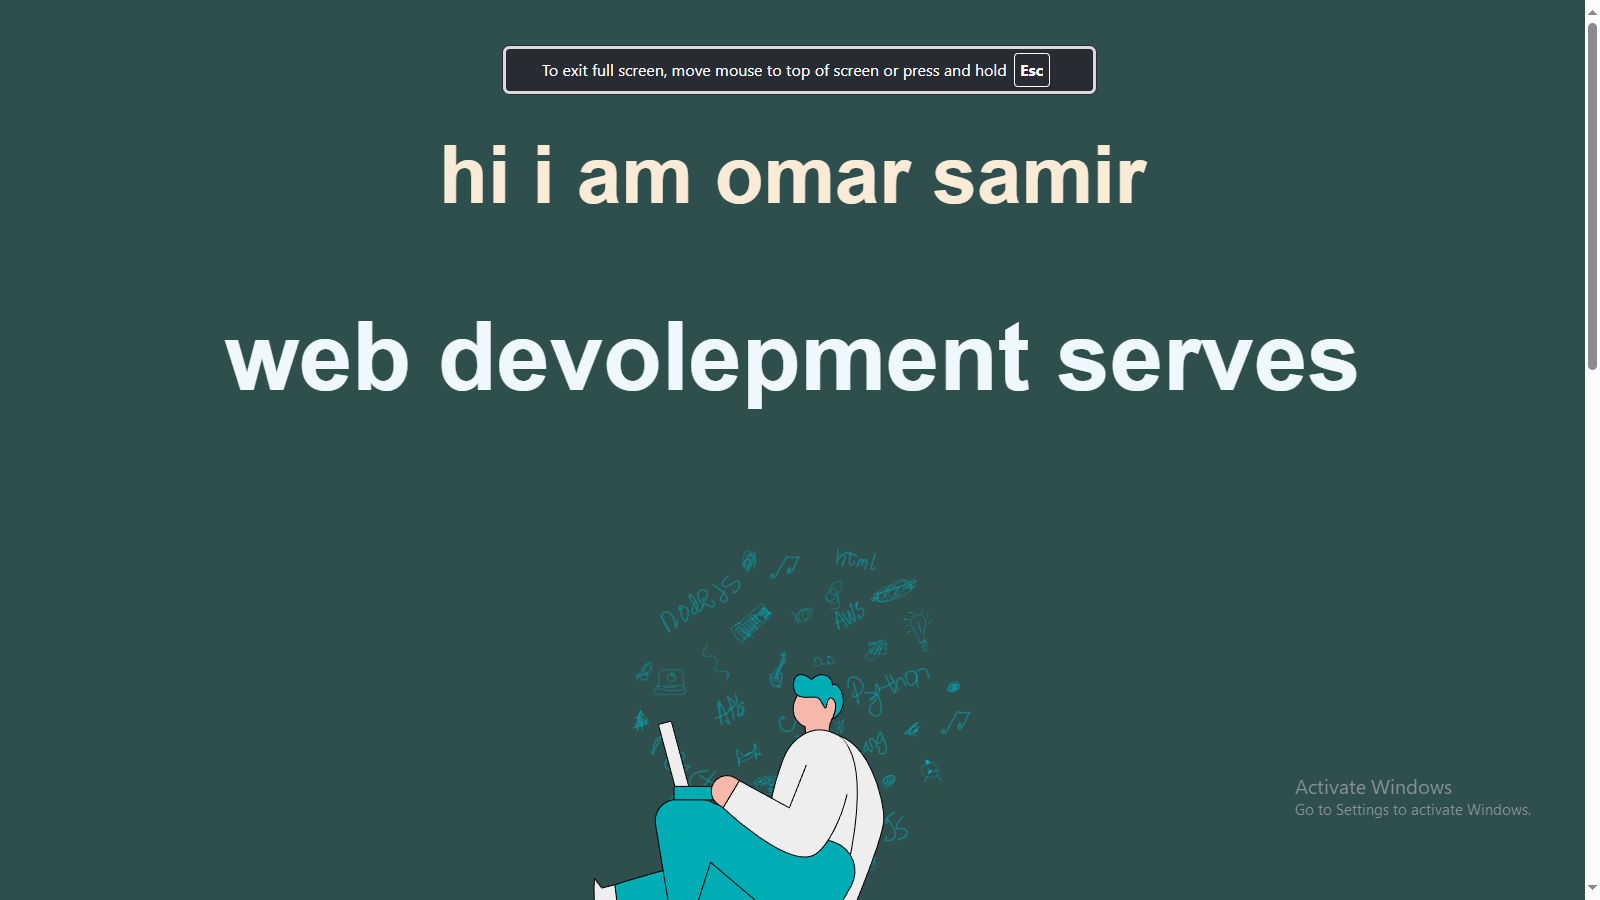 To exit full screen, move mouse to top of screen or press and hold Esc
hi i am omar samir
web devolepment serves
html
nodeJS
AWS
Python
APIs
JS
Activate Windows
Go to Settings to activate Windows.